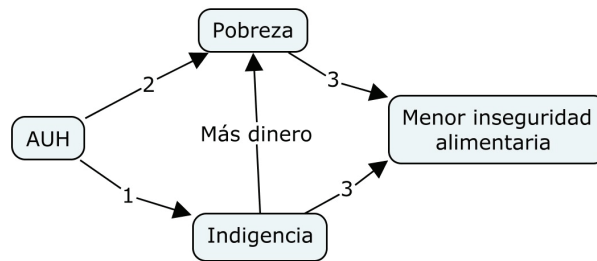 Pobreza
2
3
AUH
Más dinero
Menor inseguridad
alimentaria
1
3
Indigencia